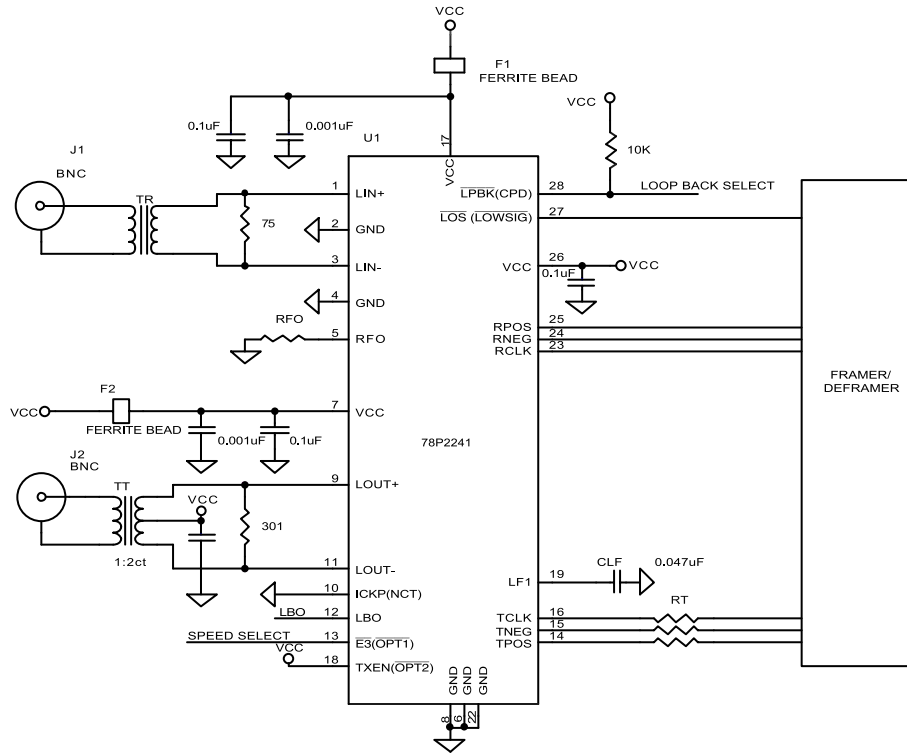 VCC
F1
FERRITE BEAD
VCC
0.1uF
0.001uF
U1
17
10K
J1
BNC
VCC
TR
1
LIN+
LPBK(CPD)
28
LOOP BACK SELECT
LOS (LOWSIG)
27
75
2
GND
3
LIN-
VCC
26
VCC
0.1uF
4
GND
RFO
5
RFO
RPOS
25
RNEG
24
RCLK
23
FRAMER/
DEFRAMER
F2
VCC
7
VCC
FERRITE BEAD
0.001uF
0.1uF
78P2241
J2
BNC
TT
VCC
9
LOUT+
301
1:2ct
11
LOUT-
LF1
19
CLF
0.047uF
10
ICKP(NCT)
LBO
12
LBO
TCLK
16
RT
SPEED SELECT
13
E3(OPT1)
TNEG
15
TPOS
14
VCC
18
TXEN(OPT2)
GND
GND
GND
8
6
22